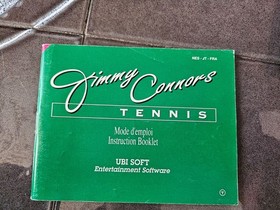 NES - JT - FRA
Jimmy
Connors
TENNIS
Mode d'emploi
Instruction Booklet
UBI SOFT
Entertainment Software